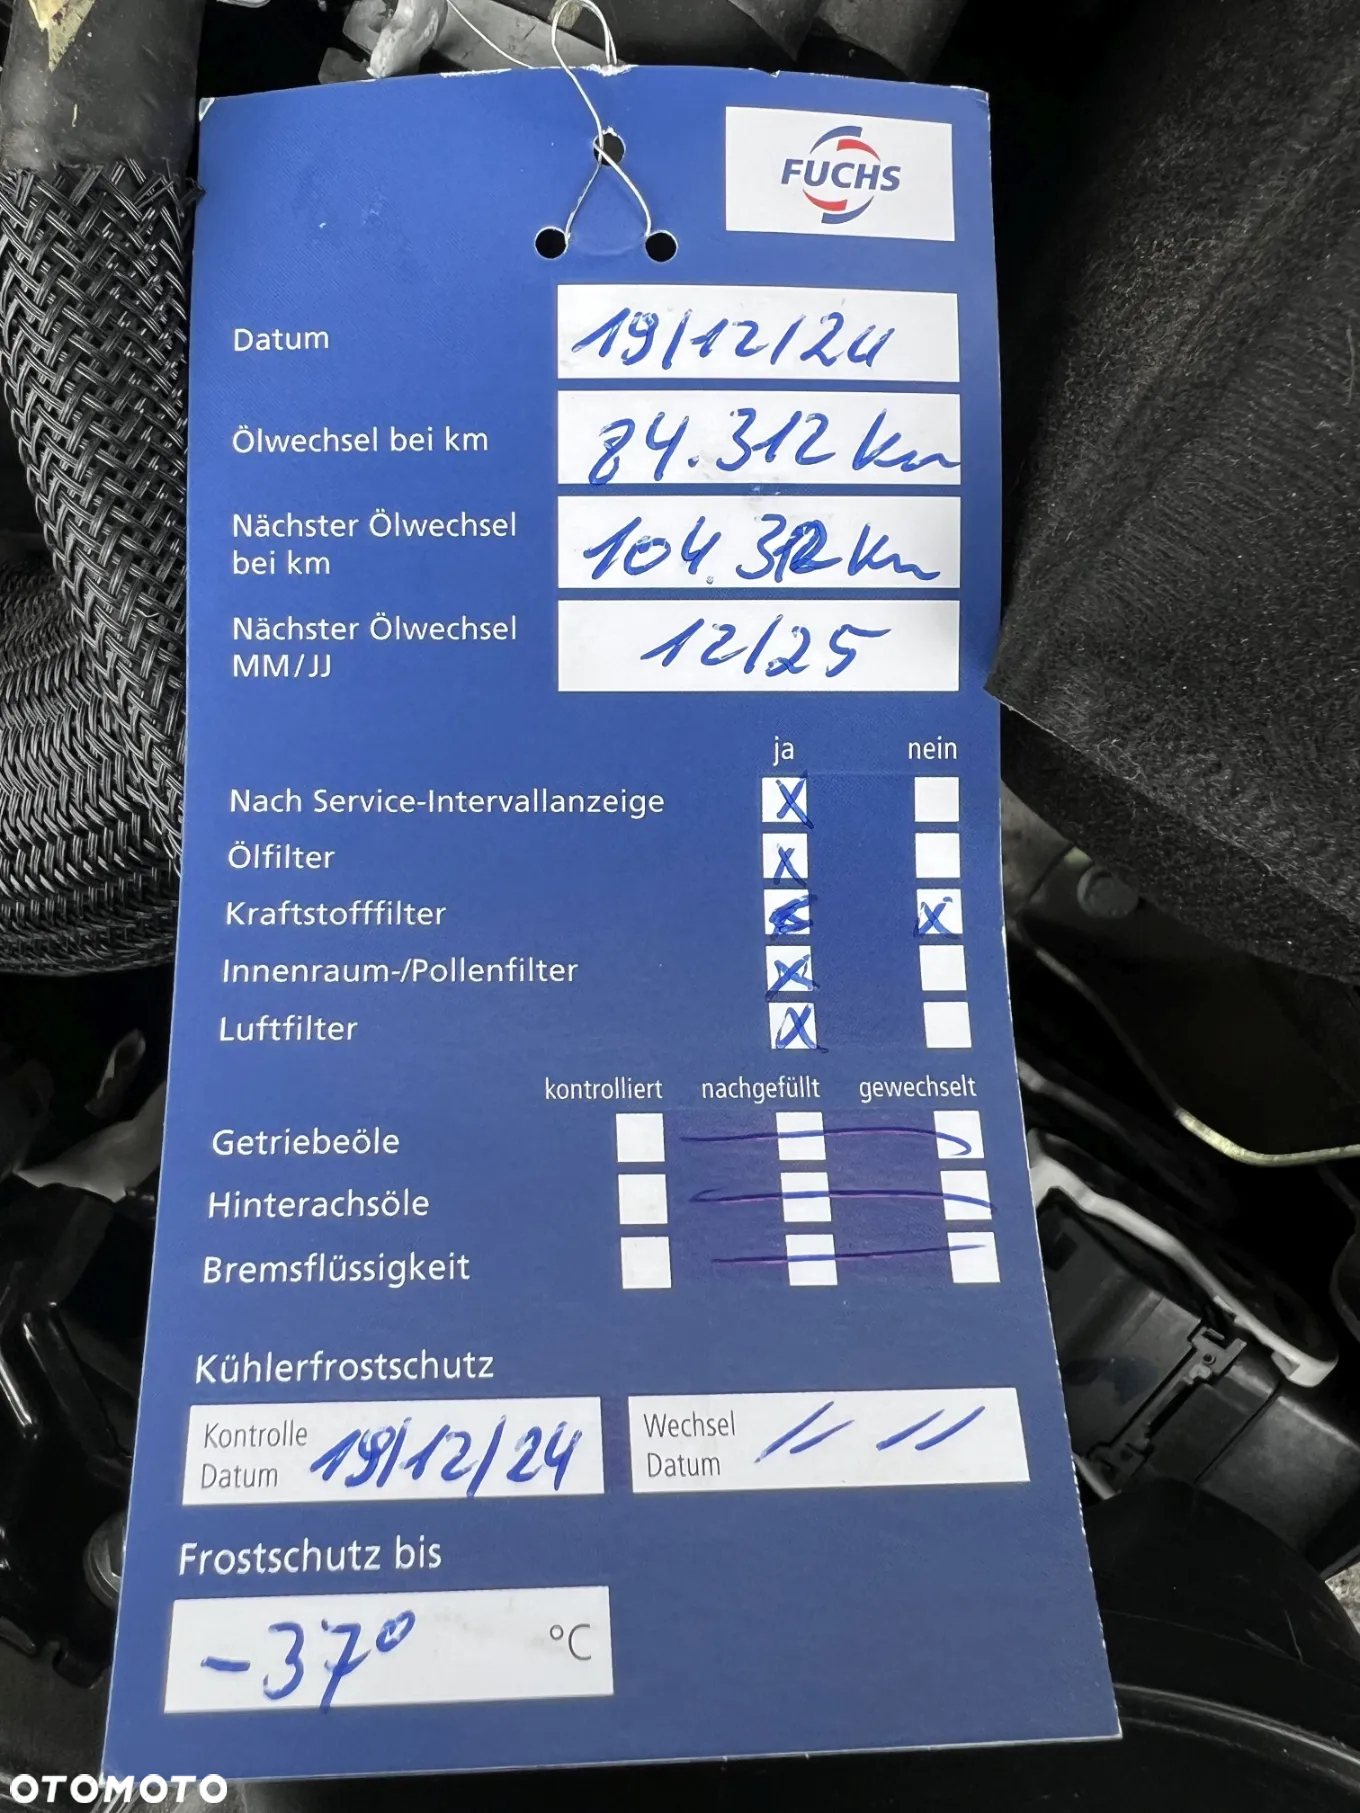 FUCHS
Datum 19/12/24
Ölwechsel bei km 84.312 km
Nächster Ölwechsel
bei km 104.312 km
Nächster Ölwechsel
MM/JJ 12/25
ja nein
Nach Service-Intervallanzeige X
Ölfilter X
Kraftstofffilter X
Innenraum-/Pollenfilter X
Luftfilter X
kontrolliert nachgefüllt gewechselt
Getriebeöle
Hinterachsöle
Bremsflüssigkeit
Kühlerfrostschutz
Kontrolle
Datum 19/12/24
Wechsel
Datum // //
Frostschutz bis
-37° °C
OTOMOTO